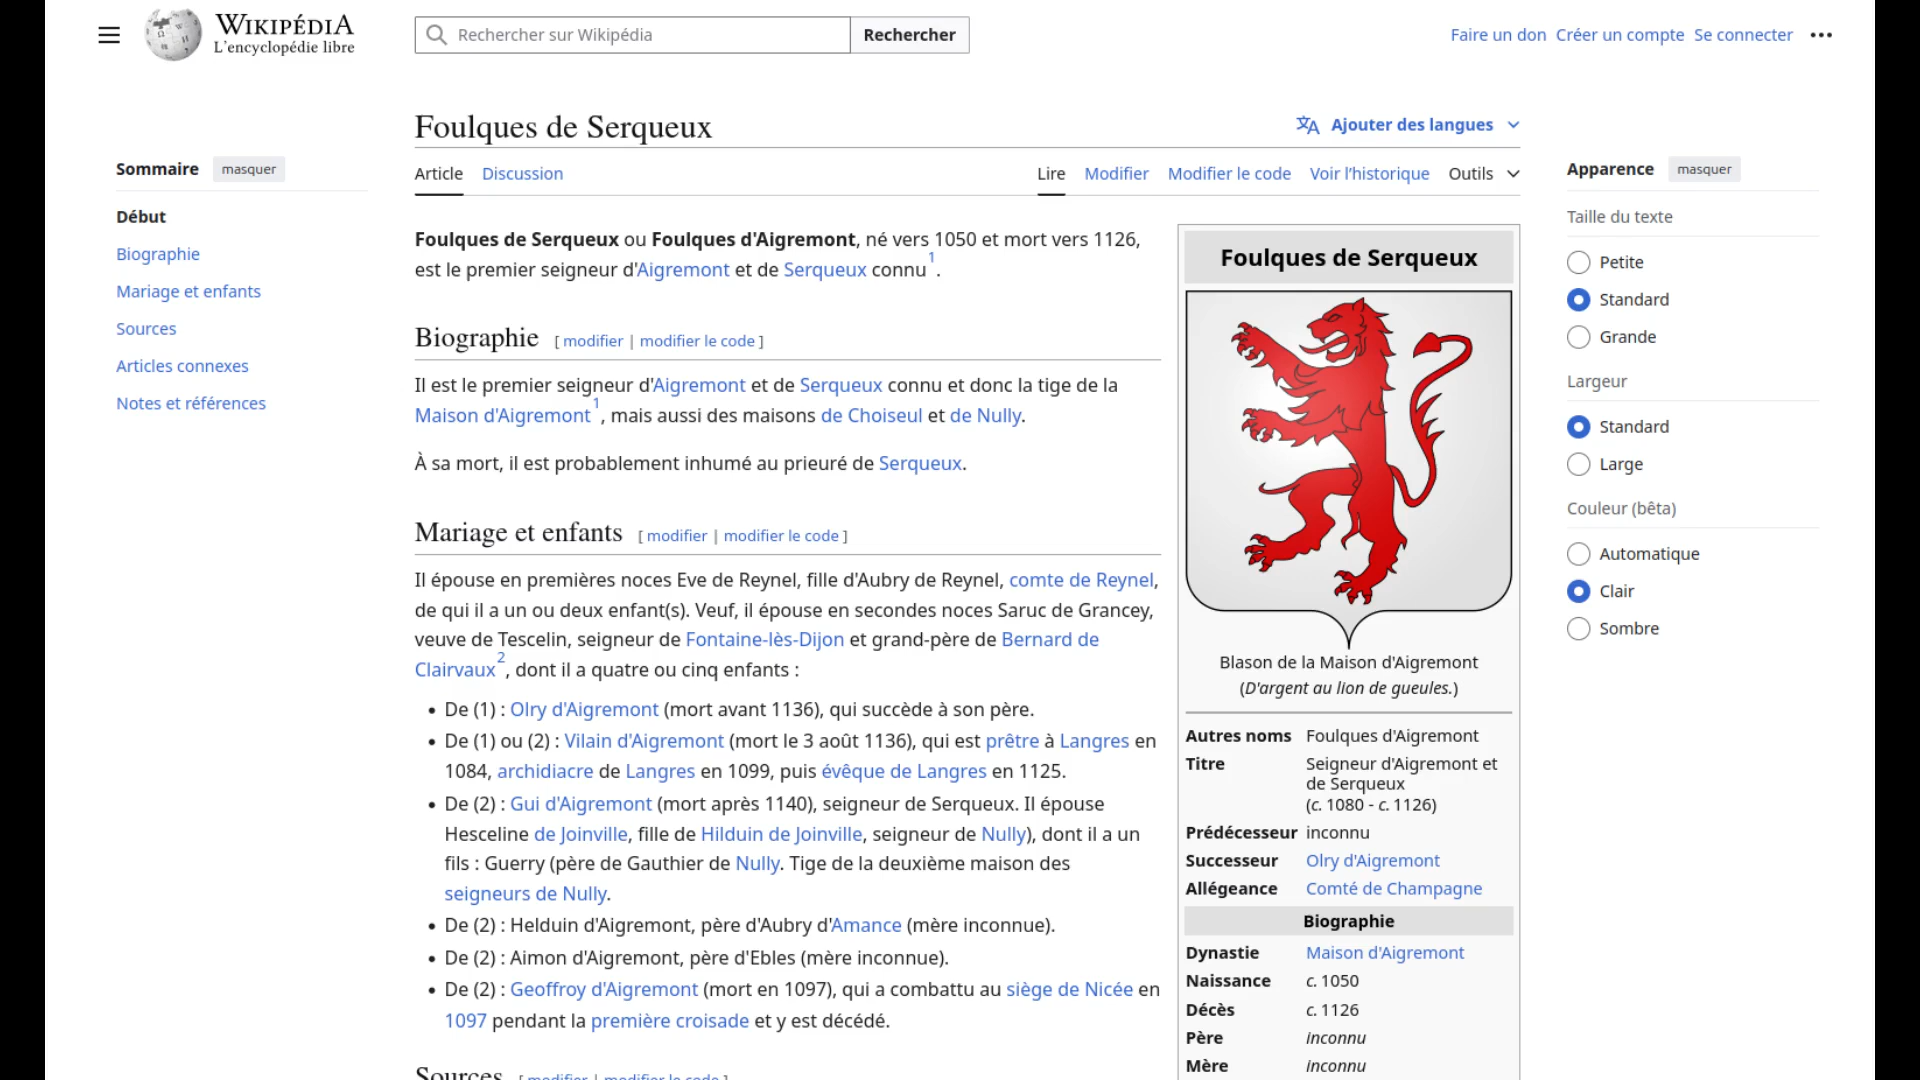 WIKIPÉDIA
L'encyclopédie libre
Rechercher sur Wikipédia
Rechercher
Faire un don Créer un compte Se connecter
Foulques de Serqueux
Ajouter des langues
Article Discussion
Lire Modifier Modifier le code Voir l'historique Outils
Sommaire masquer
Début
Biographie
Mariage et enfants
Sources
Articles connexes
Notes et références
Foulques de Serqueux ou Foulques d'Aigremont, né vers 1050 et mort vers 1126,
est le premier seigneur d'Aigremont et de Serqueux connu1.
Biographie [ modifier | modifier le code ]
Il est le premier seigneur d'Aigremont et de Serqueux connu et donc la tige de la
Maison d'Aigremont1, mais aussi des maisons de Choiseul et de Nully.
À sa mort, il est probablement inhumé au prieuré de Serqueux.
Mariage et enfants [ modifier | modifier le code ]
Il épouse en premières noces Eve de Reynel, fille d'Aubry de Reynel, comte de Reynel,
de qui il a un ou deux enfant(s). Veuf, il épouse en secondes noces Saruc de Grancey,
veuve de Tescelin, seigneur de Fontaine-lès-Dijon et grand-père de Bernard de
Clairvaux2, dont il a quatre ou cinq enfants :
• De (1) : Olry d'Aigremont (mort avant 1136), qui succède à son père.
• De (1) ou (2) : Vilain d'Aigremont (mort le 3 août 1136), qui est prêtre à Langres en
1084, archidiacre de Langres en 1099, puis évêque de Langres en 1125.
• De (2) : Gui d'Aigremont (mort après 1140), seigneur de Serqueux. Il épouse
Hesceline de Joinville, fille de Hilduin de Joinville, seigneur de Nully), dont il a un
fils : Guerry (père de Gauthier de Nully. Tige de la deuxième maison des
seigneurs de Nully.
• De (2) : Helduin d'Aigremont, père d'Aubry d'Amance (mère inconnue).
• De (2) : Aimon d'Aigremont, père d'Ebles (mère inconnue).
• De (2) : Geoffroy d'Aigremont (mort en 1097), qui a combattu au siège de Nicée en
1097 pendant la première croisade et y est décédé.
Sources [ modifier | modifier le code ]
Foulques de Serqueux
Blason de la Maison d'Aigremont
(D'argent au lion de gueules.)
Autres noms Foulques d'Aigremont
Titre Seigneur d'Aigremont et
de Serqueux
(c. 1080 - c. 1126)
Prédécesseur inconnu
Successeur Olry d'Aigremont
Allégeance Comté de Champagne
Biographie
Dynastie Maison d'Aigremont
Naissance c. 1050
Décès c. 1126
Père inconnu
Mère inconnu
Apparence masquer
Taille du texte
Petite
Standard
Grande
Largeur
Standard
Large
Couleur (bêta)
Automatique
Clair
Sombre